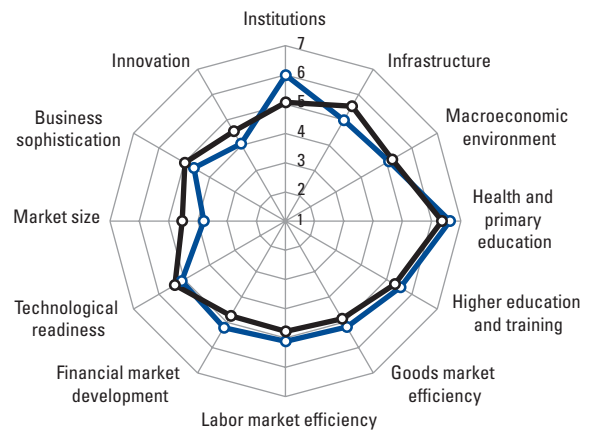 Institutions
Innovation
Infrastructure
Business
sophistication
Macroeconomic
environment
Market size
Health and
primary
education
Technological
readiness
Higher education
and training
Financial market
development
Goods market
efficiency
Labor market efficiency
7
6
5
4
3
2
1